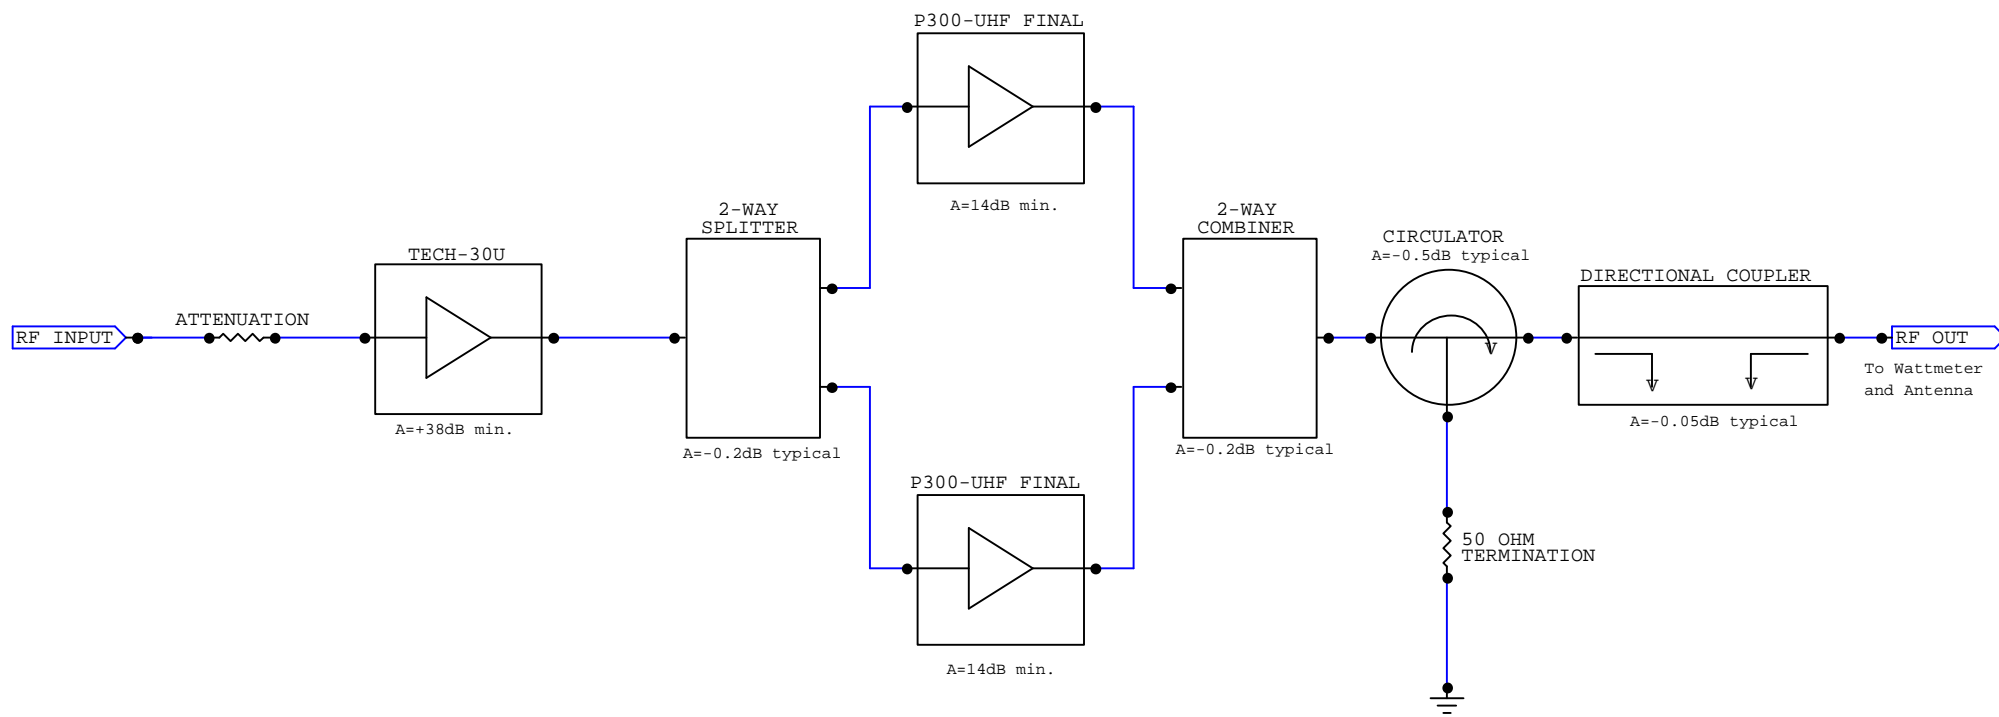 P300-UHF FINAL
A=14dB min.
2-WAY
SPLITTER
2-WAY
COMBINER
CIRCULATOR
A=-0.5dB typical
TECH-30U
DIRECTIONAL COUPLER
ATTENUATION
RF INPUT
RF OUT
To Wattmeter
and Antenna
A=+38dB min.
A=-0.2dB typical
A=-0.2dB typical
A=-0.05dB typical
P300-UHF FINAL
50 OHM
TERMINATION
A=14dB min.